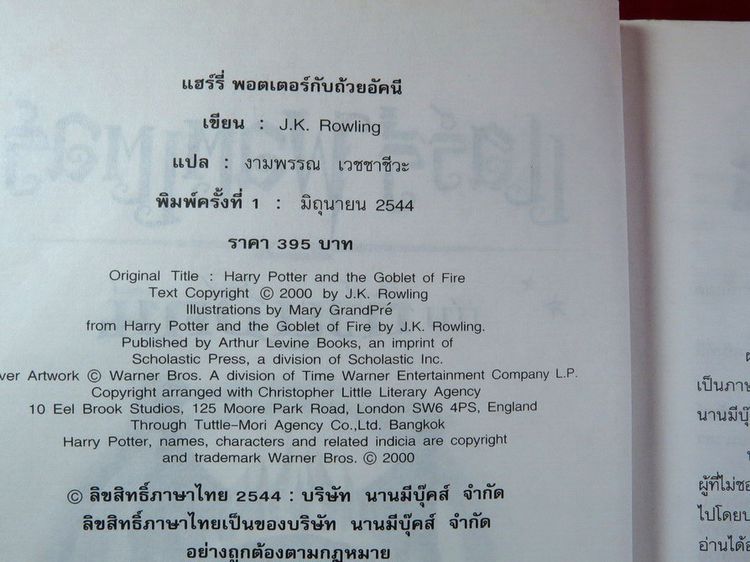 แฮร์รี่ พอตเตอร์กับถ้วยอัคนี
เขียน : J.K. Rowling
แปล : งามพรรณ เวชชาชีวะ
พิมพ์ครั้งที่ 1 : มิถุนายน 2544
ราคา 395 บาท
Original Title : Harry Potter and the Goblet of Fire
Text Copyright © 2000 by J.K. Rowling
Illustrations by Mary GrandPré
from Harry Potter and the Goblet of Fire by J.K. Rowling.
Published by Arthur Levine Books, an imprint of
Scholastic Press, a division of Scholastic Inc.
ver Artwork © Warner Bros. A division of Time Warner Entertainment Company L.P.
Copyright arranged with Christopher Little Literary Agency
10 Eel Brook Studios, 125 Moore Park Road, London SW6 4PS, England
Through Tuttle-Mori Agency Co.,Ltd. Bangkok
Harry Potter, names, characters and related indicia are copyright
and trademark Warner Bros. © 2000
© ลิขสิทธิ์ภาษาไทย 2544 : บริษัท นานมีบุ๊คส์ จำกัด
ลิขสิทธิ์ภาษาไทยเป็นของบริษัท นานมีบุ๊คส์ จำกัด
อย่างถูกต้องตามกฎหมาย
เป็นภาษ
นานมีบุ๊
ผู้ที่ไม่ชอ
ไปโดยบ
อ่านได้อ